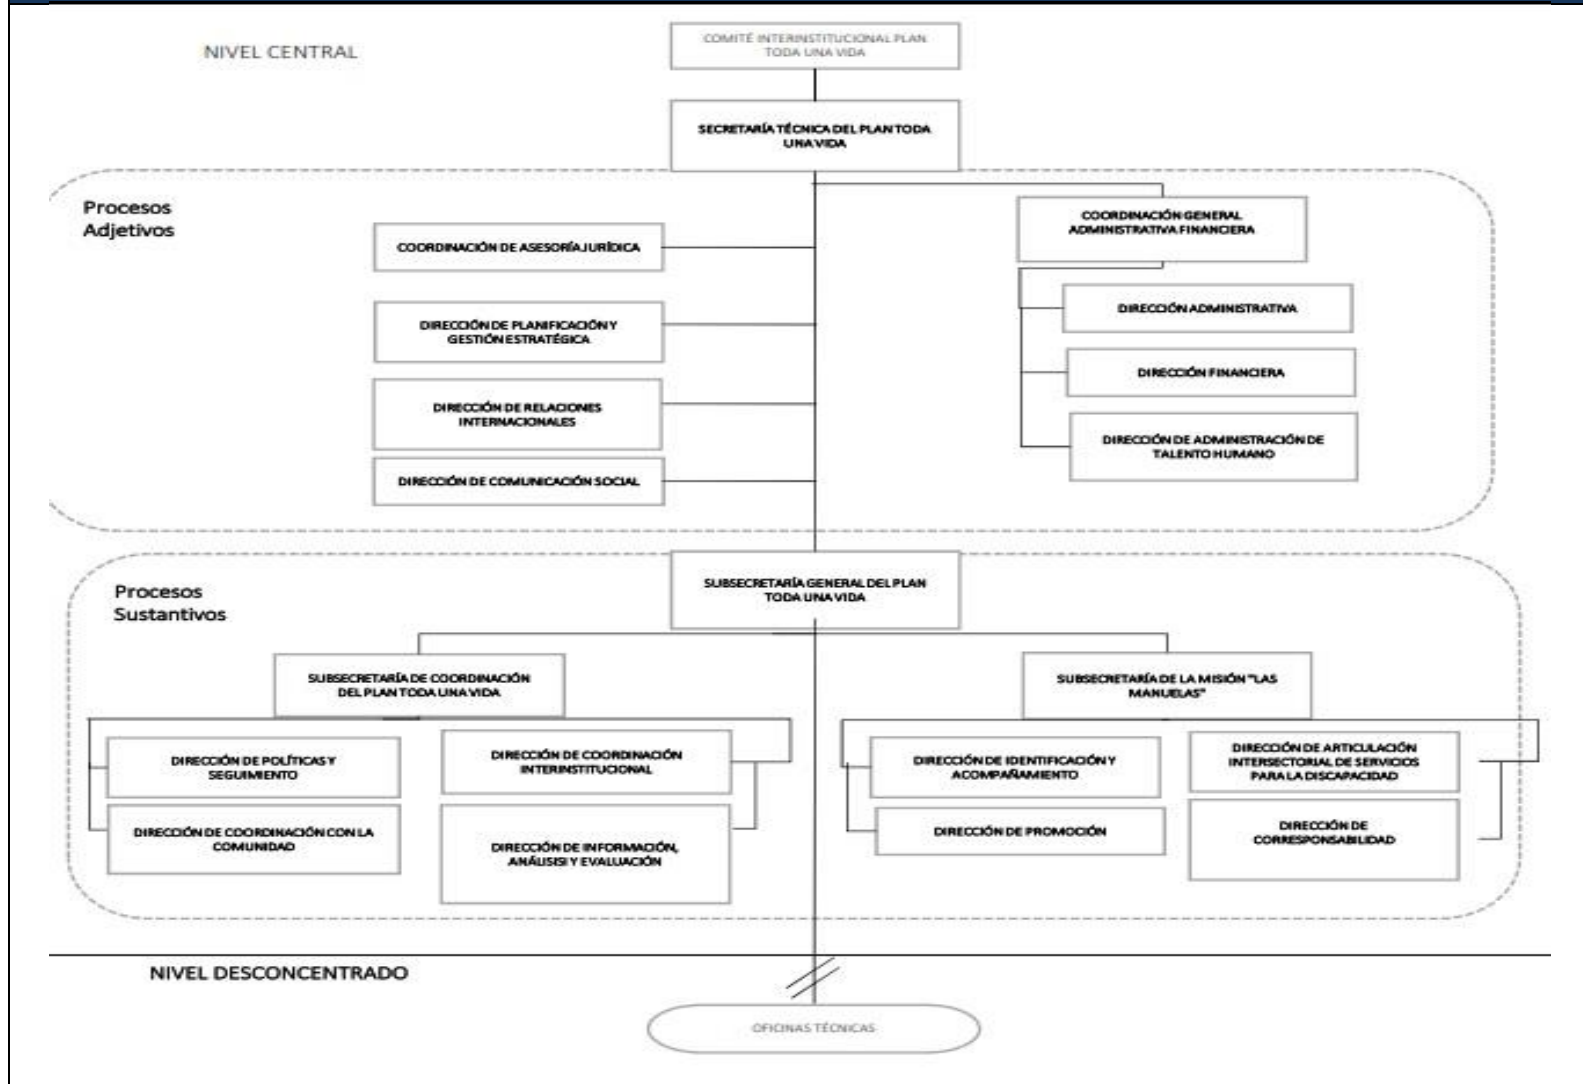 NIVEL CENTRAL
COMITÉ INTERINSTITUCIONAL PLAN
TODA UNA VIDA
SECRETARÍA TÉCNICA DEL PLAN TODA
UNA VIDA
Procesos
Adjetivos
COORDINACIÓN DE ASESORÍA JURÍDICA
DIRECCIÓN DE PLANIFICACIÓN Y
GESTIÓN ESTRATÉGICA
DIRECCIÓN DE RELACIONES
INTERNACIONALES
DIRECCIÓN DE COMUNICACIÓN SOCIAL
COORDINACIÓN GENERAL
ADMINISTRATIVA FINANCIERA
DIRECCIÓN ADMINISTRATIVA
DIRECCIÓN FINANCIERA
DIRECCIÓN DE ADMINISTRACIÓN DE
TALENTO HUMANO
Procesos
Sustantivos
SUBSECRETARÍA GENERAL DEL PLAN
TODA UNA VIDA
SUBSECRETARÍA DE COORDINACIÓN
DEL PLAN TODA UNA VIDA
DIRECCIÓN DE POLÍTICAS Y
SEGUIMIENTO
DIRECCIÓN DE COORDINACIÓN CON LA
COMUNIDAD
DIRECCIÓN DE COORDINACIÓN
INTERINSTITUCIONAL
DIRECCIÓN DE INFORMACIÓN,
ANÁLISISI Y EVALUACIÓN
SUBSECRETARÍA DE LA MISIÓN "LAS
MANUELAS"
DIRECCIÓN DE IDENTIFICACIÓN Y
ACOMPAÑAMIENTO
DIRECCIÓN DE PROMOCIÓN
DIRECCIÓN DE ARTICULACIÓN
INTERSECTORIAL DE SERVICIOS
PARA LA DISCAPACIDAD
DIRECCIÓN DE
CORRESPONSABILIDAD
NIVEL DESCONCENTRADO
OFICINAS TÉCNICAS